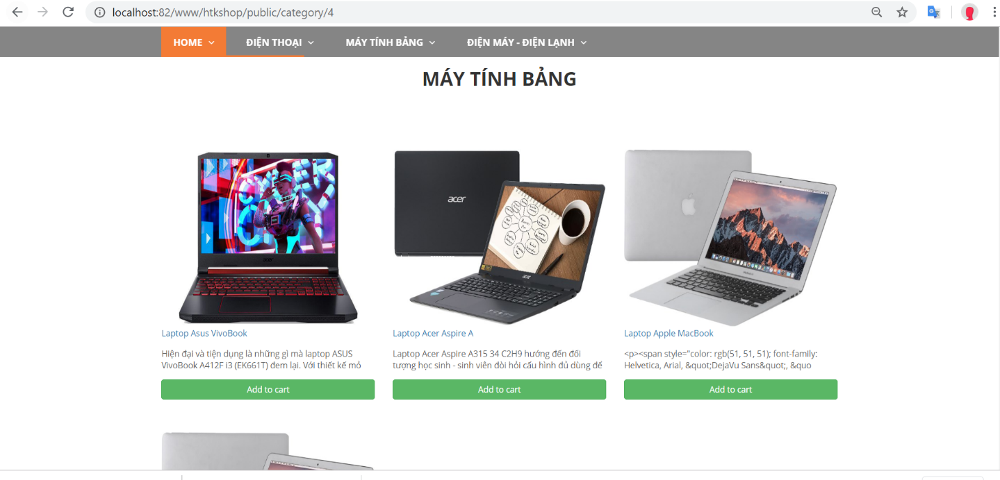 localhost:82/www/htkshop/public/category/4
HOME ĐIỆN THOẠI MÁY TÍNH BẢNG ĐIỆN MÁY - ĐIỆN LẠNH
MÁY TÍNH BẢNG
acer
Laptop Asus VivoBook
Hiện đại và tiện dụng là những gì mà laptop ASUS
VivoBook A412F i3 (EK661T) đem lại. Với thiết kế mỏ
Add to cart
Laptop Acer Aspire A
Laptop Acer Aspire A315 34 C2H9 hướng đến đối
tượng học sinh - sinh viên đòi hỏi cấu hình đủ dùng để
Add to cart
Laptop Apple MacBook
<p><span style="color: rgb(51, 51, 51); font-family:
Helvetica, Arial, &quot;DejaVu Sans&quot;, &quo
Add to cart